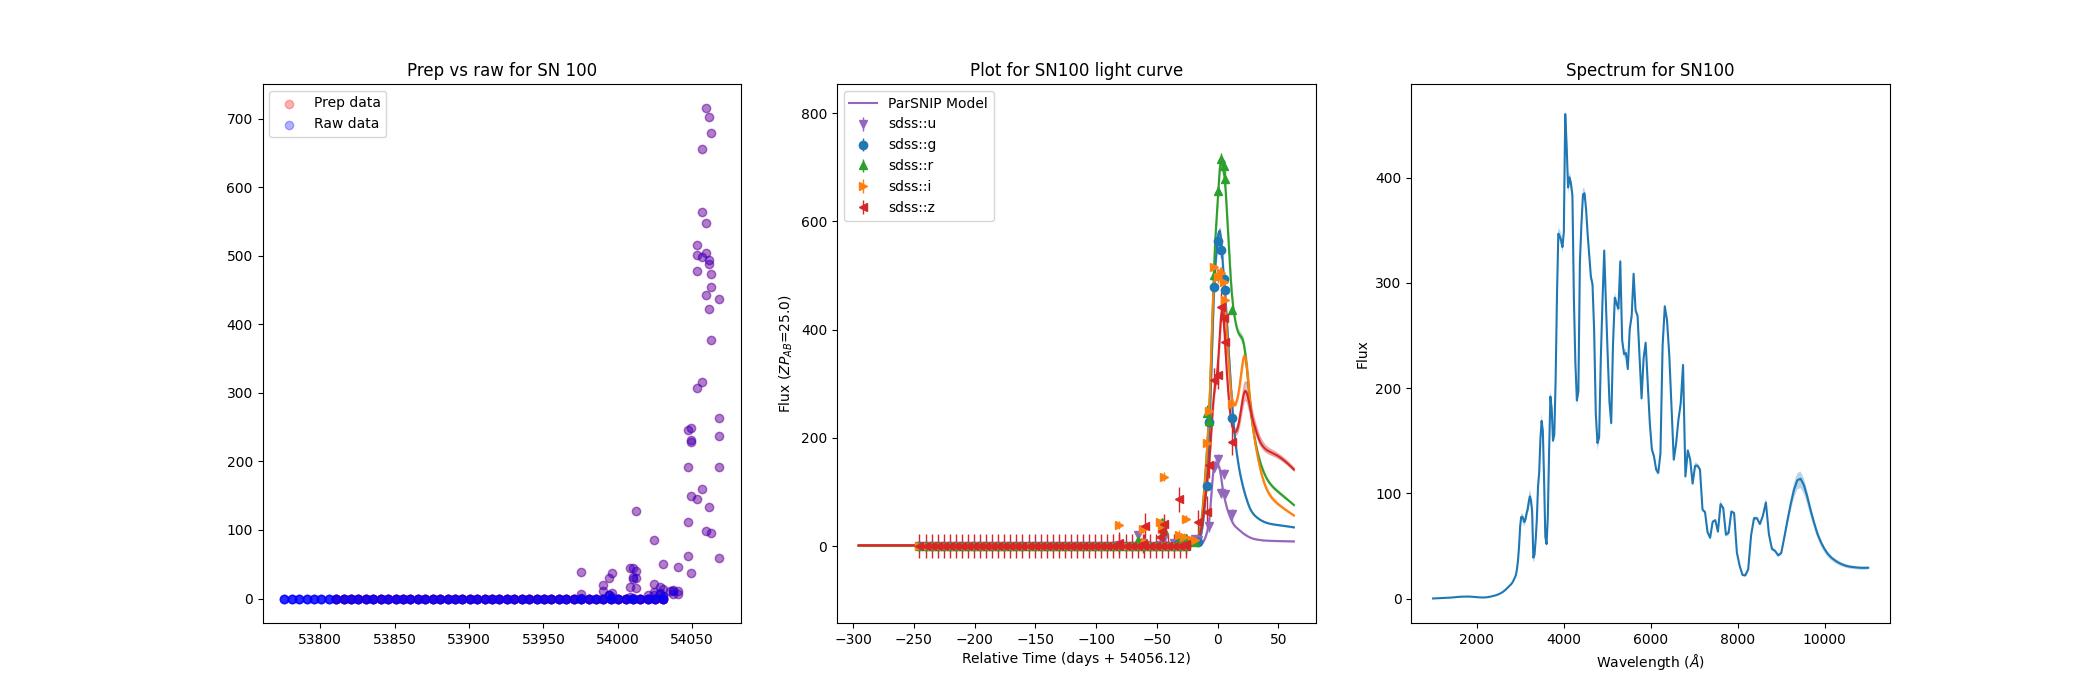 Prep vs raw for SN 100
Prep data
Raw data
700
600
500
400
300
200
100
0
53800 53850 53900 53950 54000 54050
Plot for SN100 light curve
ParSNIP Model
sdss::u
sdss::g
sdss::r
sdss::i
sdss::z
Flux (ZP_AB=25.0)
800
600
400
200
0
−300 −250 −200 −150 −100 −50 0 50
Relative Time (days + 54056.12)
Spectrum for SN100
Flux
400
300
200
100
0
2000 4000 6000 8000 10000
Wavelength (Å)